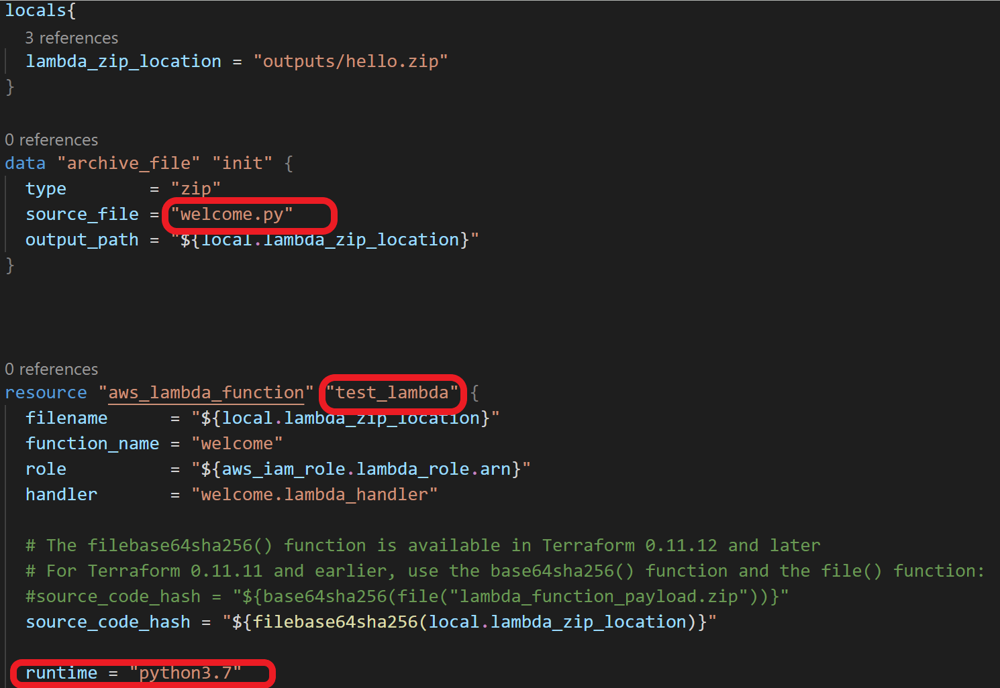 locals{
3 references
lambda_zip_location = "outputs/hello.zip"
}
0 references
data "archive_file" "init" {
type        = "zip"
source_file = "welcome.py"
output_path = "${local.lambda_zip_location}"
}
0 references
resource "aws_lambda_function" "test_lambda" {
filename      = "${local.lambda_zip_location}"
function_name = "welcome"
role          = "${aws_iam_role.lambda_role.arn}"
handler       = "welcome.lambda_handler"
# The filebase64sha256() function is available in Terraform 0.11.12 and later
# For Terraform 0.11.11 and earlier, use the base64sha256() function and the file() function:
#source_code_hash = "${base64sha256(file("lambda_function_payload.zip"))}"
source_code_hash = "${filebase64sha256(local.lambda_zip_location)}"
runtime = "python3.7"